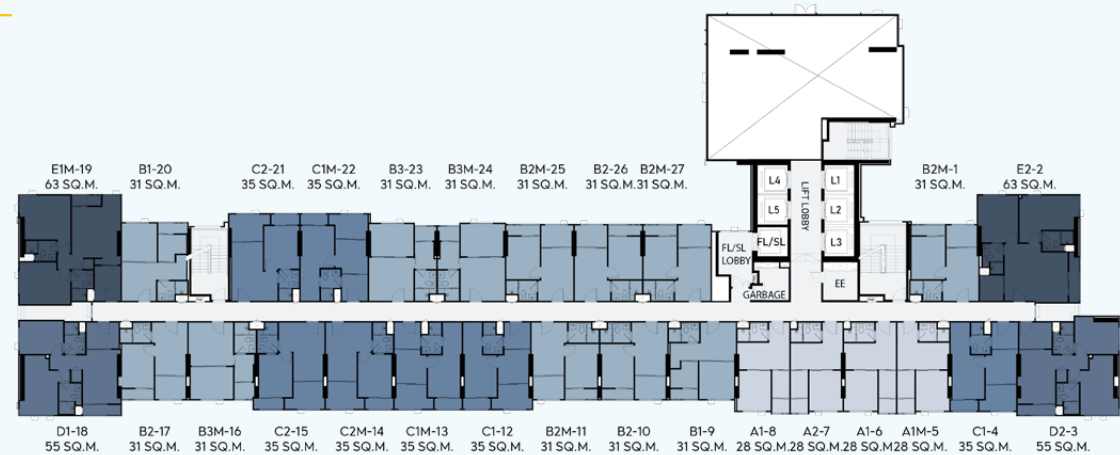 E1M-19
63 SQ.M.
B1-20
31 SQ.M.
C2-21
35 SQ.M.
C1M-22
35 SQ.M.
B3-23
31 SQ.M.
B3M-24
31 SQ.M.
B2M-25
31 SQ.M.
B2-26
31 SQ.M.
B2M-27
31 SQ.M.
B2M-1
31 SQ.M.
E2-2
63 SQ.M.
L4
L1
L5
L2
FL/SL
L3
LIFT LOBBY
FL/SL
LOBBY
GARBAGE
EE
D1-18
55 SQ.M.
B2-17
31 SQ.M.
B3M-16
31 SQ.M.
C2-15
35 SQ.M.
C2M-14
35 SQ.M.
C1M-13
35 SQ.M.
C1-12
35 SQ.M.
B2M-11
31 SQ.M.
B2-10
31 SQ.M.
B1-9
31 SQ.M.
A1-8
28 SQ.M.
A2-7
28 SQ.M.
A1-6
28 SQ.M.
A1M-5
28 SQ.M.
C1-4
35 SQ.M.
D2-3
55 SQ.M.